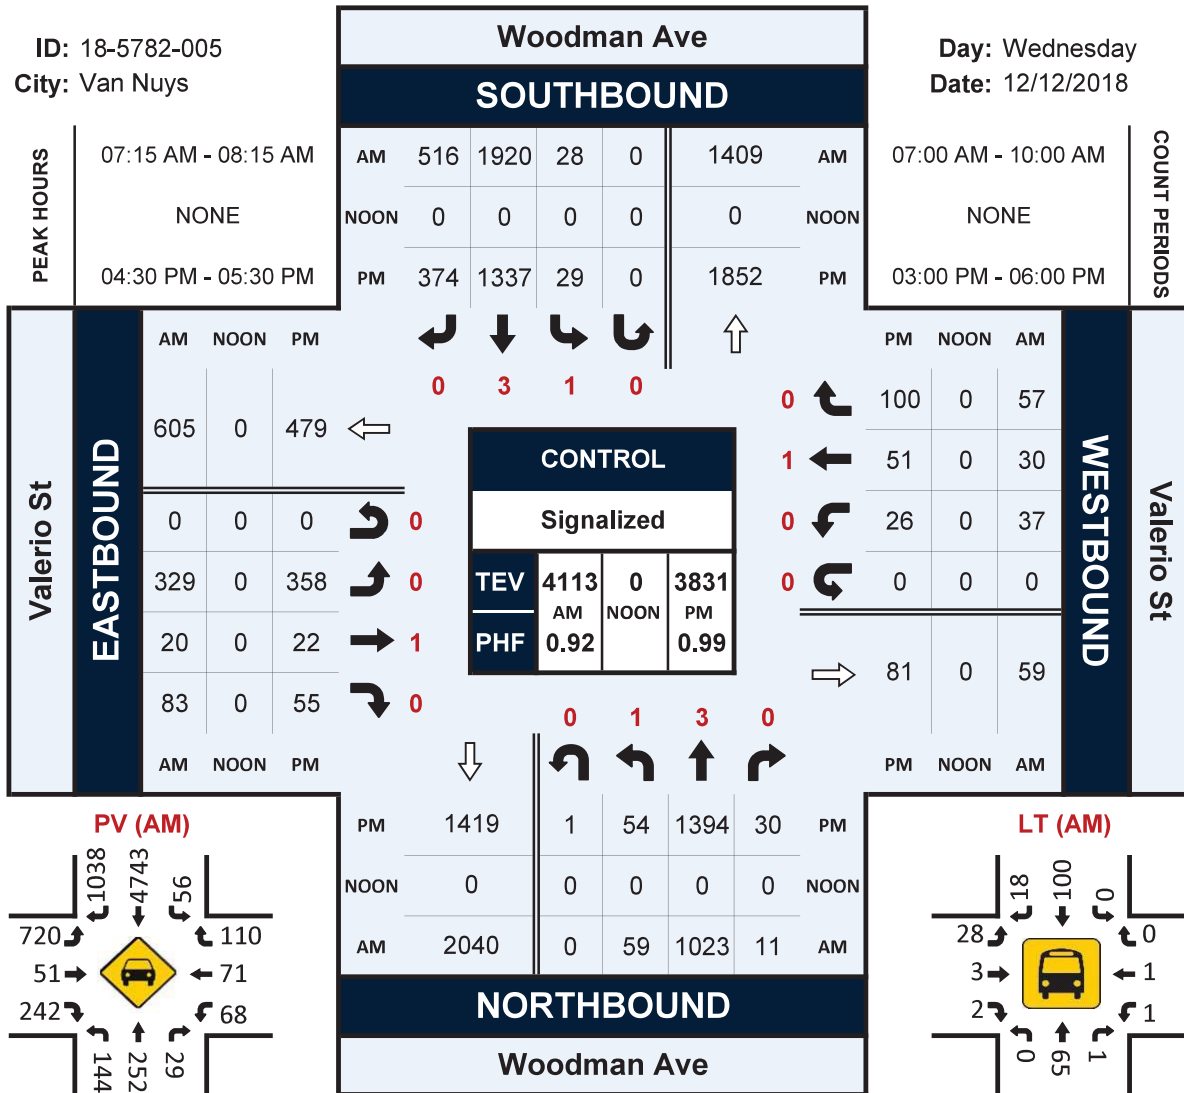 ID: 18-5782-005
City: Van Nuys
Woodman Ave
SOUTHBOUND
Day: Wednesday
Date: 12/12/2018
PEAK HOURS
07:15 AM - 08:15 AM
NONE
04:30 PM - 05:30 PM
AM 516 1920 28 0 1409 AM
NOON 0 0 0 0 0 NOON
PM 374 1337 29 0 1852 PM
0 3 1 0
07:00 AM - 10:00 AM
NONE
03:00 PM - 06:00 PM
COUNT PERIODS
Valerio St
EASTBOUND
AM NOON PM
605 0 479
0 0 0 0
329 0 358 0
20 0 22 1
83 0 55 0
AM NOON PM
CONTROL
Signalized
TEV 4113 0 3831
AM NOON PM
PHF 0.92 0.99
PM NOON AM
0 100 0 57
1 51 0 30
0 26 0 37
0 0 0 0
81 0 59
PM NOON AM
WESTBOUND
Valerio St
0 1 3 0
PM 1419 1 54 1394 30 PM
NOON 0 0 0 0 0 NOON
AM 2040 0 59 1023 11 AM
NORTHBOUND
Woodman Ave
PV (AM)
1038 4743 56
720 110
51 71
242 68
144 252 29
LT (AM)
18 100 0
28 0
3 1
2 1
0 65 1